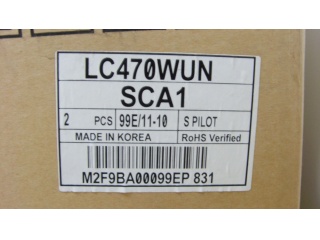 LC470WUN
SCA1
2 PCS 99E/11-10 S PILOT
MADE IN KOREA RoHS Verified
M2F9BA00099EP 831